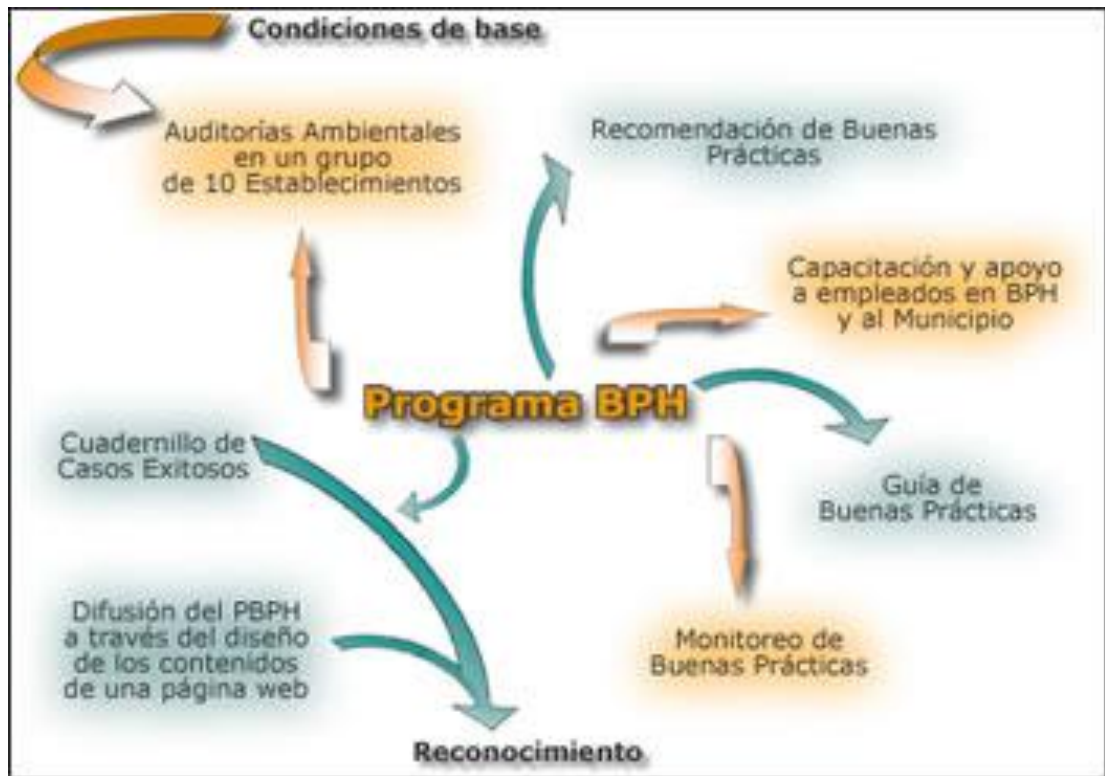 Condiciones de base
Auditorías Ambientales
en un grupo
de 10 Establecimientos
Recomendación de Buenas
Prácticas
Capacitación y apoyo
a empleados en BPH
y al Municipio
Programa BPH
Cuadernillo de
Casos Exitosos
Guía de
Buenas Prácticas
Difusión del PBPH
a través del diseño
de los contenidos
de una página web
Monitoreo de
Buenas Prácticas
Reconocimiento